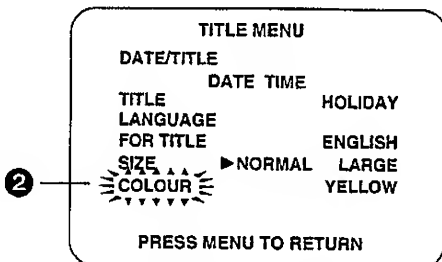 TITLE MENU
DATE/TITLE
DATE TIME
TITLE HOLIDAY
LANGUAGE
FOR TITLE ENGLISH
SIZE ▶NORMAL LARGE
2 COLOUR YELLOW
PRESS MENU TO RETURN